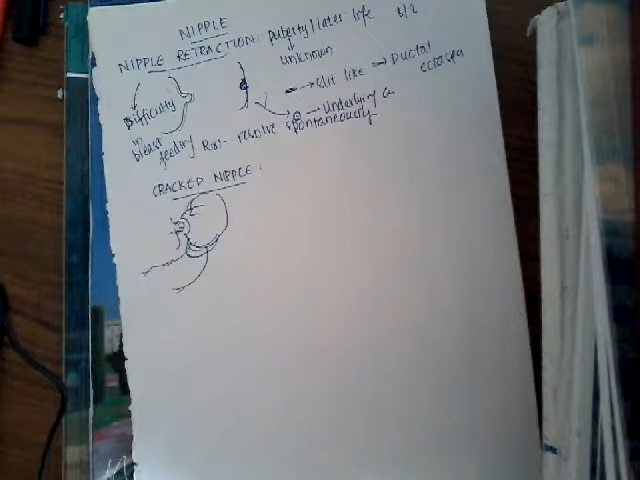 NIPPLE
NIPPLE RETRACTION: puberty/later life B/L
unknown
slit like → Ductal ectasia
→ Underlying Ca
Difficulty in breast feeding
Rx:- resolve spontaneously
CRACKED NIPPLE: